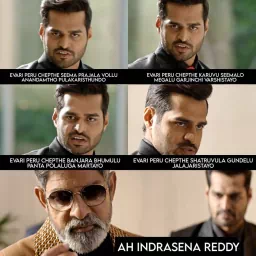 EVARI PERU CHEPTHE SEEMA PRAJALA VOLLU
ANANDAMTHO PULAKARISTHUNDO
EVARI PERU CHEPTHE KARUVU SEEMALO
MEGALU GARJINCHI VARSHISTAYO
EVARI PERU CHEPTHE BANJARA BHUMULU
PANTA POLALUGA MARTAYO
EVARI PERU CHEPTHE SHATRUVULA GUNDELU
JALAJARISTAYO
AH INDRASENA REDDY